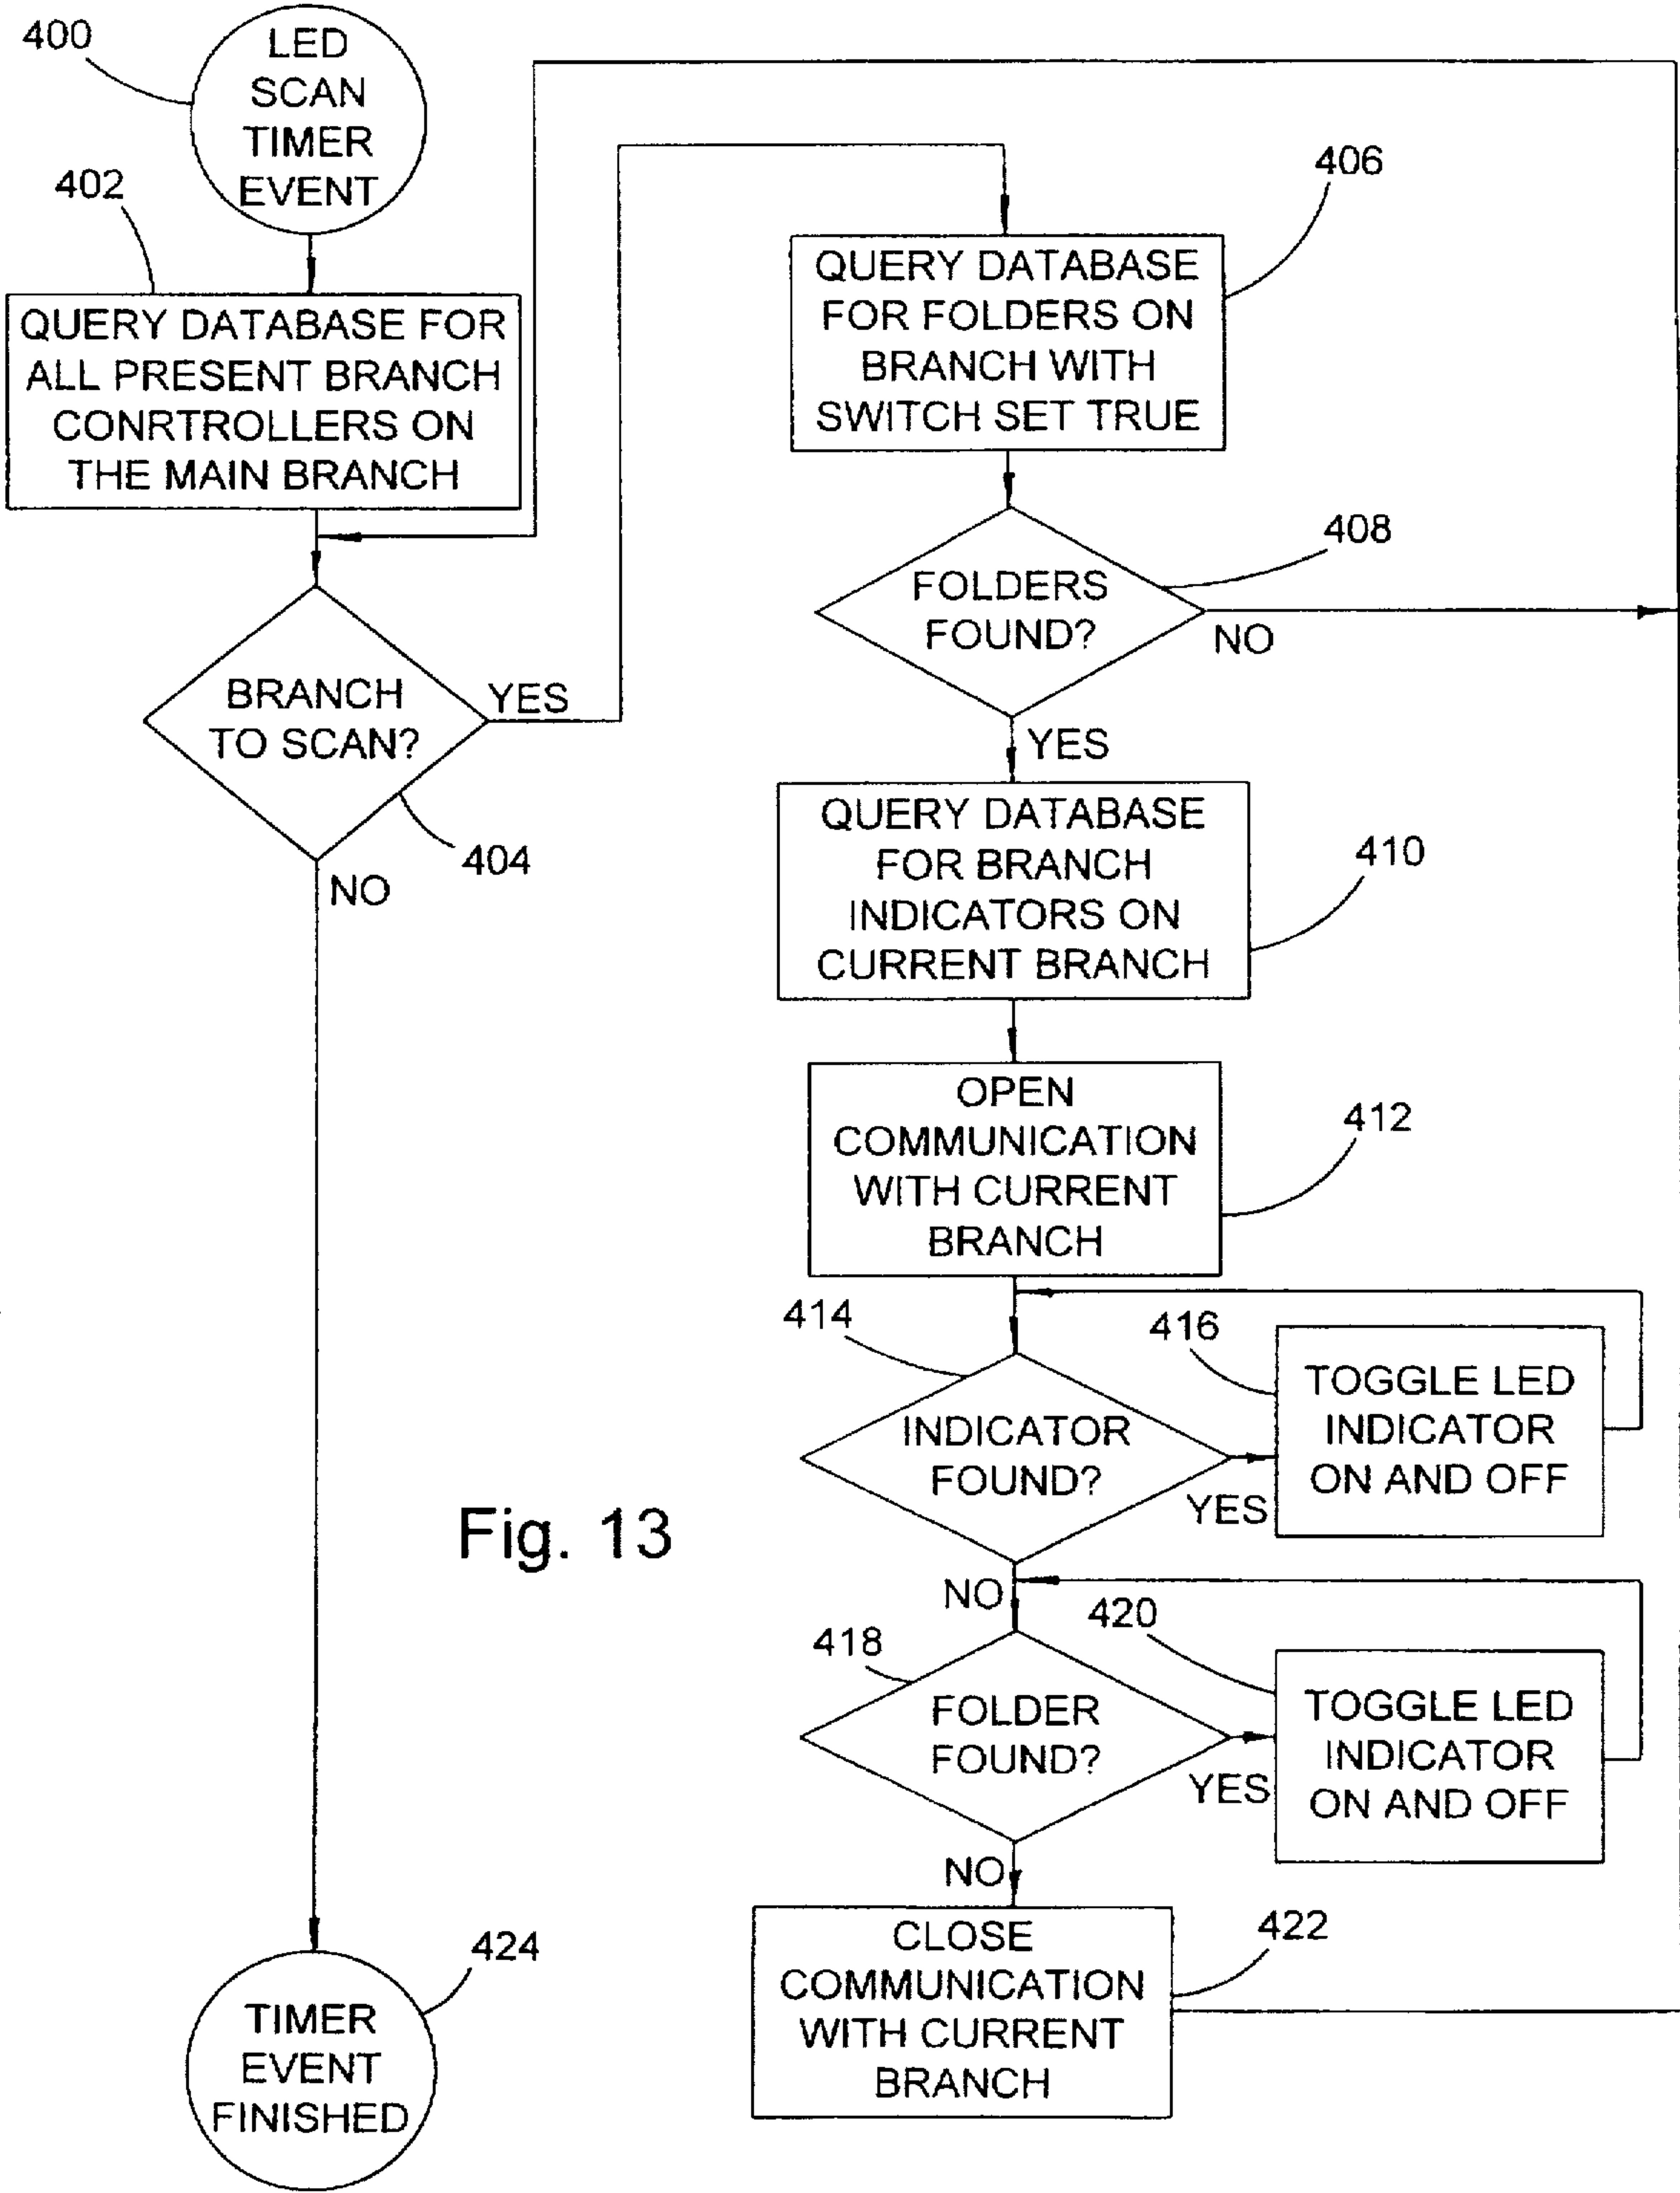 400
LED
SCAN
TIMER
EVENT
402
QUERY DATABASE FOR
ALL PRESENT BRANCH
CONRTROLLERS ON
THE MAIN BRANCH
BRANCH
TO SCAN?
YES
404
NO
406
QUERY DATABASE
FOR FOLDERS ON
BRANCH WITH
SWITCH SET TRUE
408
FOLDERS
FOUND?
NO
YES
QUERY DATABASE
FOR BRANCH
INDICATORS ON
CURRENT BRANCH
410
OPEN
COMMUNICATION
WITH CURRENT
BRANCH
412
414
INDICATOR
FOUND?
YES
416
TOGGLE LED
INDICATOR
ON AND OFF
NO
418
FOLDER
FOUND?
YES
420
TOGGLE LED
INDICATOR
ON AND OFF
NO
CLOSE
COMMUNICATION
WITH CURRENT
BRANCH
422
424
TIMER
EVENT
FINISHED
Fig. 13